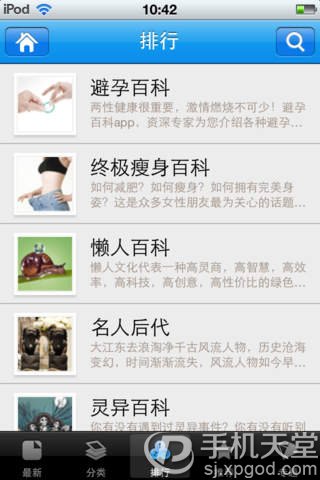 iPod 10:42
排行
避孕百科
两性健康很重要，激情燃烧不可少！避孕
百科app，资深专家为您介绍各种避孕...
终极瘦身百科
如何减肥？如何瘦身？如何拥有完美身
姿？这是众多女性朋友最为关心的话题...
懒人百科
懒人文化代表一种高灵商，高智慧，高效
率，高科技，高创意，高性价比的绿色...
名人后代
大江东去浪淘净千古风流人物，历史沧海
变幻，时间渐渐流失，风流人物如今早...
灵异百科
你有没有遇到过灵异事件？你有没有听别
最新 分类 排行
手机天堂
sj.xpgod.com